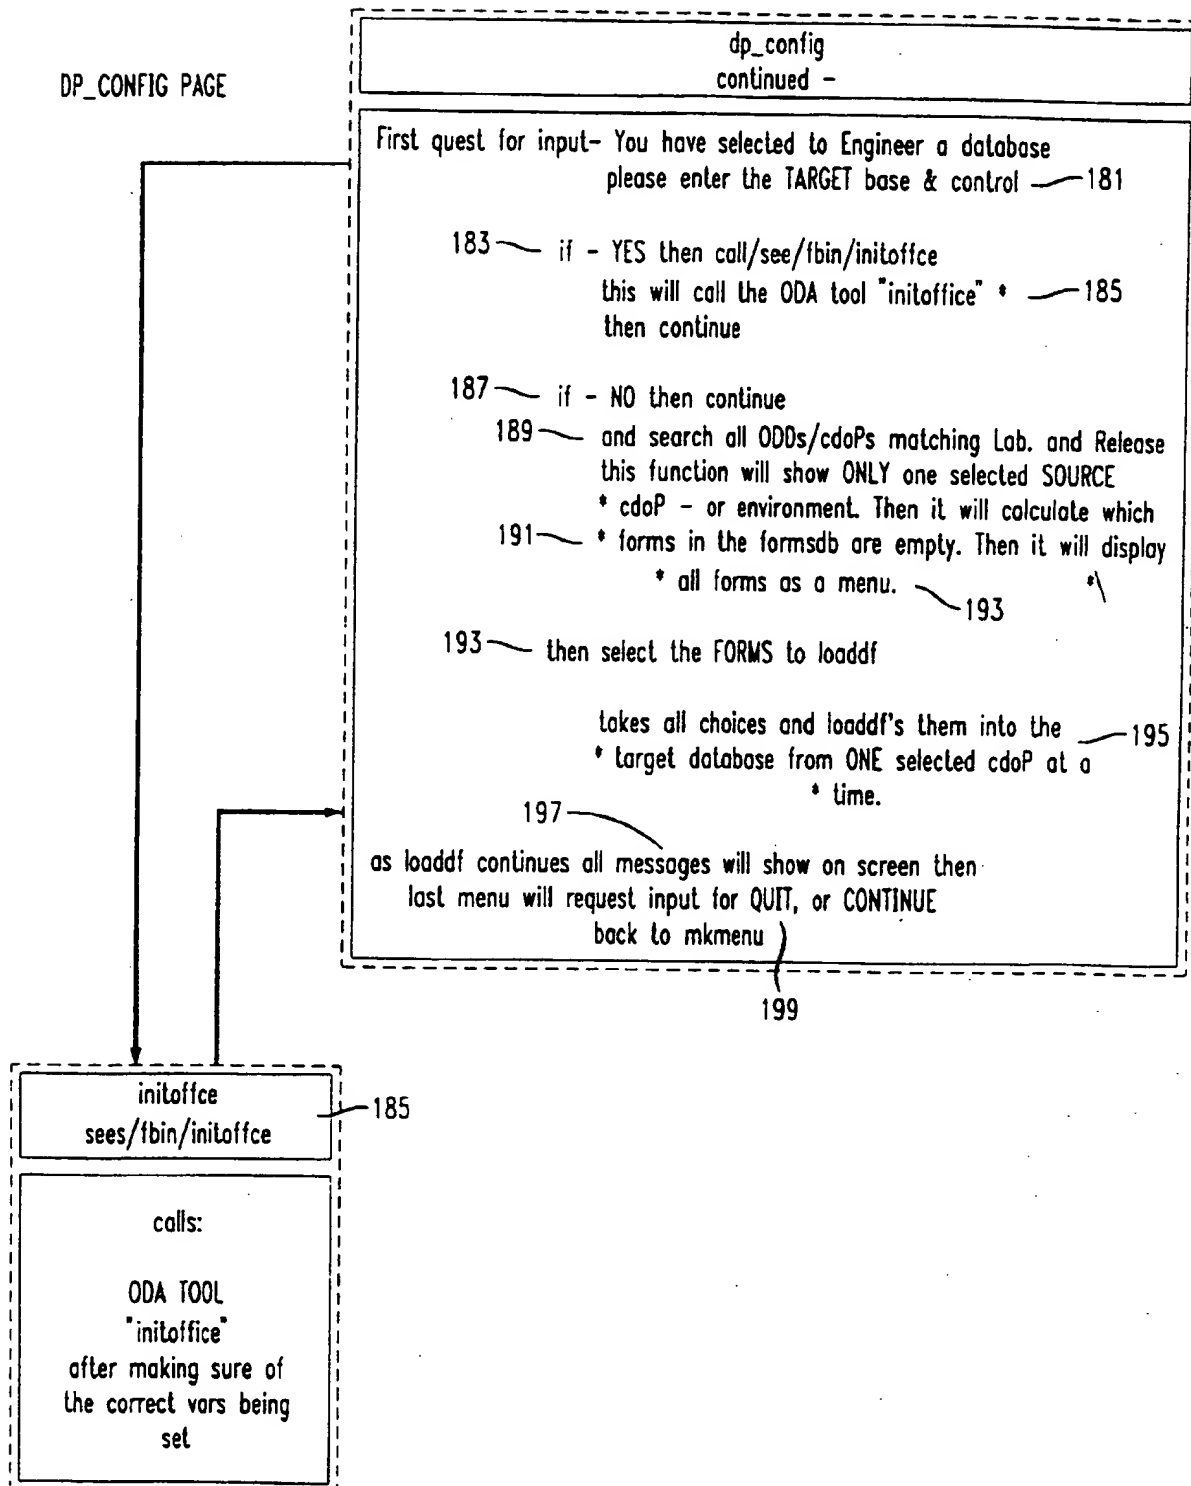 DP_CONFIG PAGE
dp_config
continued -
First quest for input- You have selected to Engineer a database
please enter the TARGET base & control 181
183 if - YES then call/see/fbin/initoffce
this will call the ODA tool "initoffice" * 185
then continue
187 if - NO then continue
189 and search all ODDs/cdoPs matching Lab. and Release
this function will show ONLY one selected SOURCE
* cdoP - or environment. Then it will calculate which
191 * forms in the formsdb are empty. Then it will display
* all forms as a menu. *\
193
193 then select the FORMS to loaddf
takes all choices and loaddf's them into the 195
* target database from ONE selected cdoP at a
* time.
197
as loaddf continues all messages will show on screen then
last menu will request input for QUIT, or CONTINUE
back to mkmenu
199
initoffce
sees/fbin/initoffce 185
calls:
ODA TOOL
"initoffice"
after making sure of
the correct vars being
set